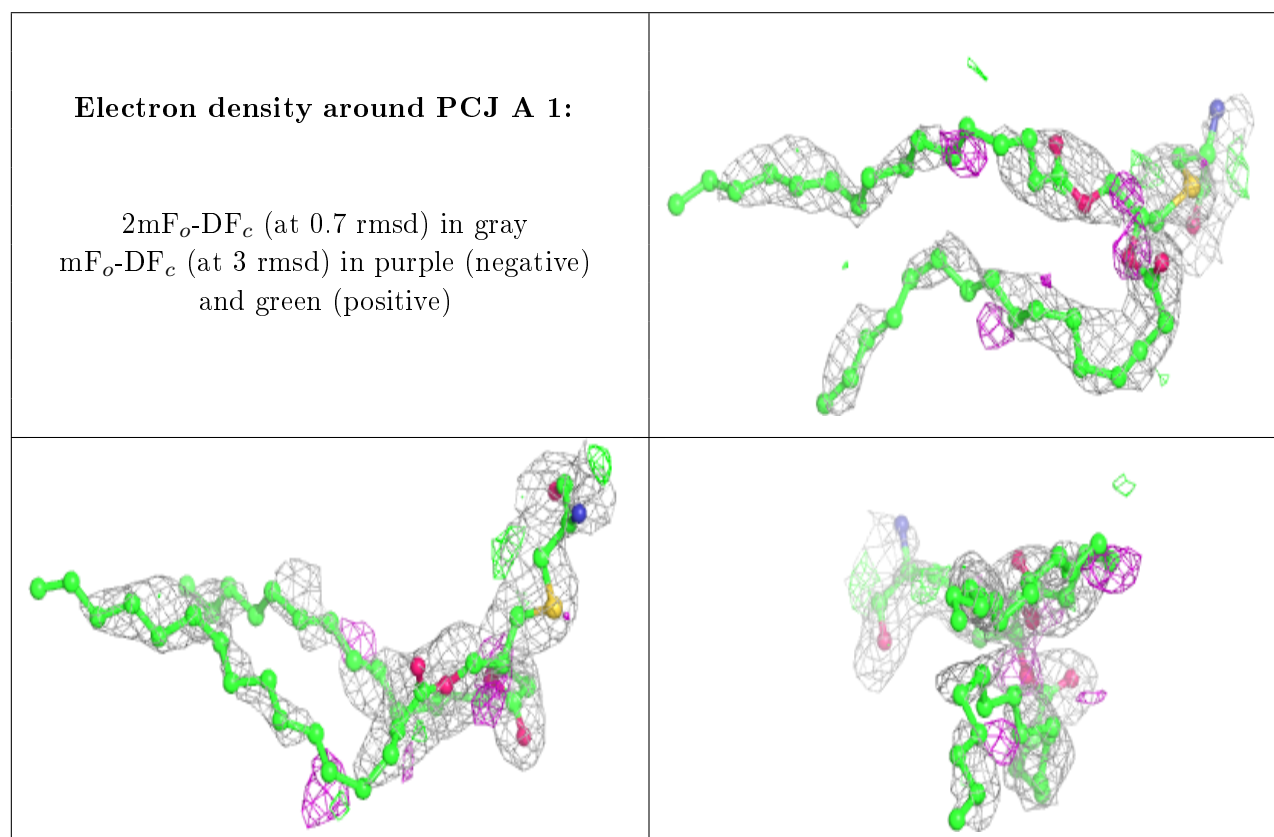 Electron density around PCJ A 1:
2mFₒ-DF𝒸 (at 0.7 rmsd) in gray
mFₒ-DF𝒸 (at 3 rmsd) in purple (negative)
and green (positive)